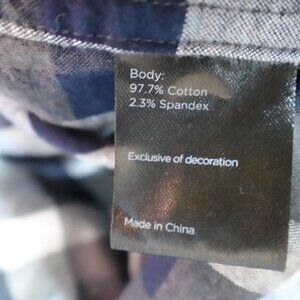 Body:
97.7% Cotton
2.3% Spandex
Exclusive of decoration
Made in China